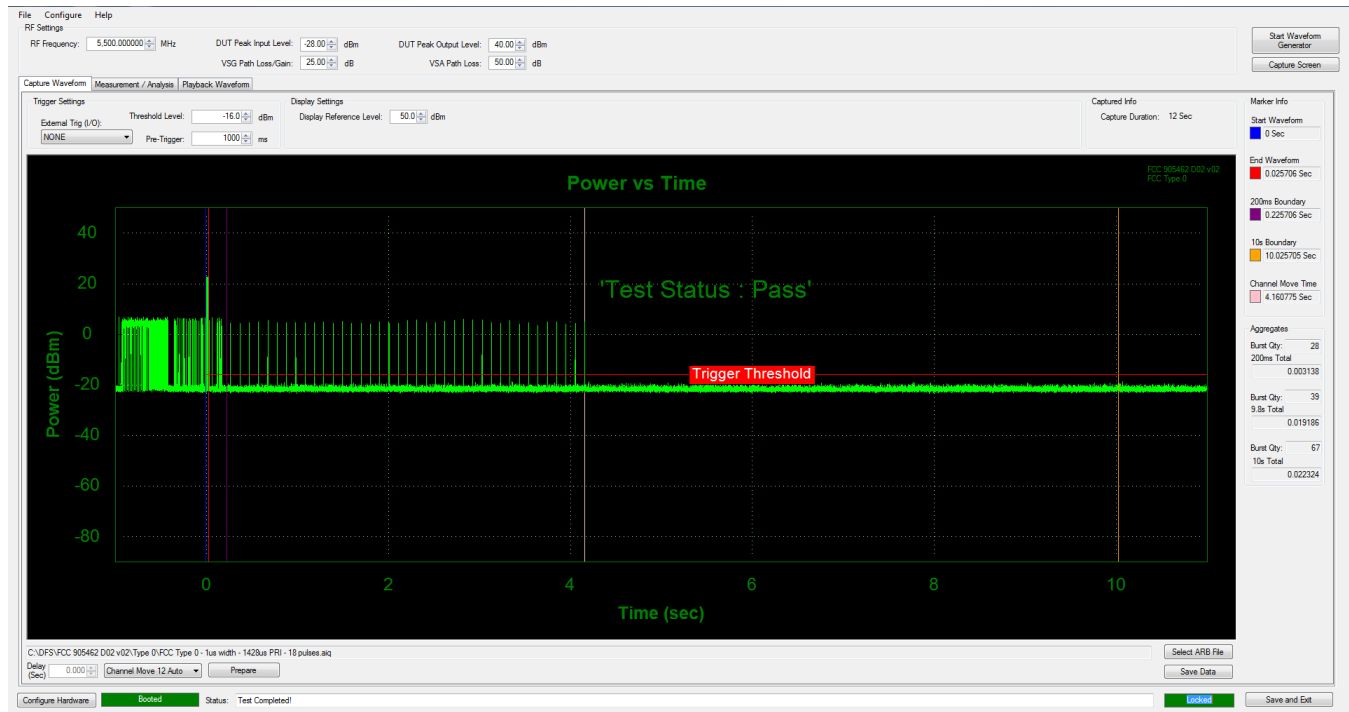 File Configure Help
RF Settings
RF Frequency: 5,500.000000 MHz DUT Peak Input Level: -28.00 dBm DUT Peak Output Level: 40.00 dBm
VSG Path Loss/Gain: 25.00 dB VSA Path Loss: 50.00 dB
Start Waveform Generator
Capture Screen
Capture Waveform Measurement / Analysis Playback Waveform
Trigger Settings
External Trig (I/O):
NONE
Threshold Level: -16.0 dBm
Pre-Trigger: 1000 ms
Display Settings
Display Reference Level: 50.0 dBm
Captured Info
Capture Duration: 12 Sec
Power vs Time
FCC 905462 D02 v02
FCC Type 0
'Test Status : Pass'
Trigger Threshold
Power (dBm)
40
20
0
-20
-40
-60
-80
0 2 4 6 8 10
Time (sec)
Marker Info
Start Waveform
0 Sec
End Waveform
0.025706 Sec
200ms Boundary
0.225706 Sec
10s Boundary
10.025705 Sec
Channel Move Time
4.160775 Sec
Aggregates
Burst Qty: 28
200ms Total
0.003138
Burst Qty: 39
9.8s Total
0.019186
Burst Qty: 67
10s Total
0.022324
C:\DFS\FCC 905462 D02 v02\Type 0\FCC Type 0 - 1us width - 1428us PRI - 18 pulses.aiq
Select ARB File
Delay (Sec) 0.000 Channel Move 12 Auto Prepare
Save Data
Configure Hardware Booted Status: Test Completed! Locked Save and Exit